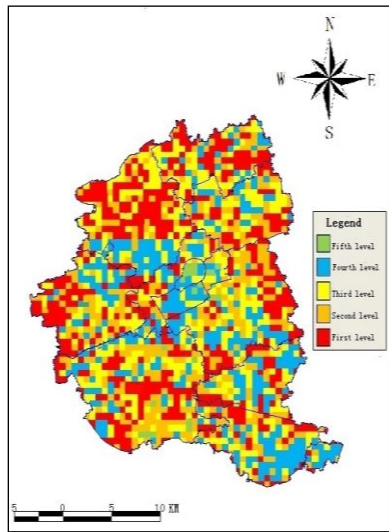 N
W E
S
Legend
Fifth level
Fourth level
Third level
Second level
First level
5 0 5 10 KM